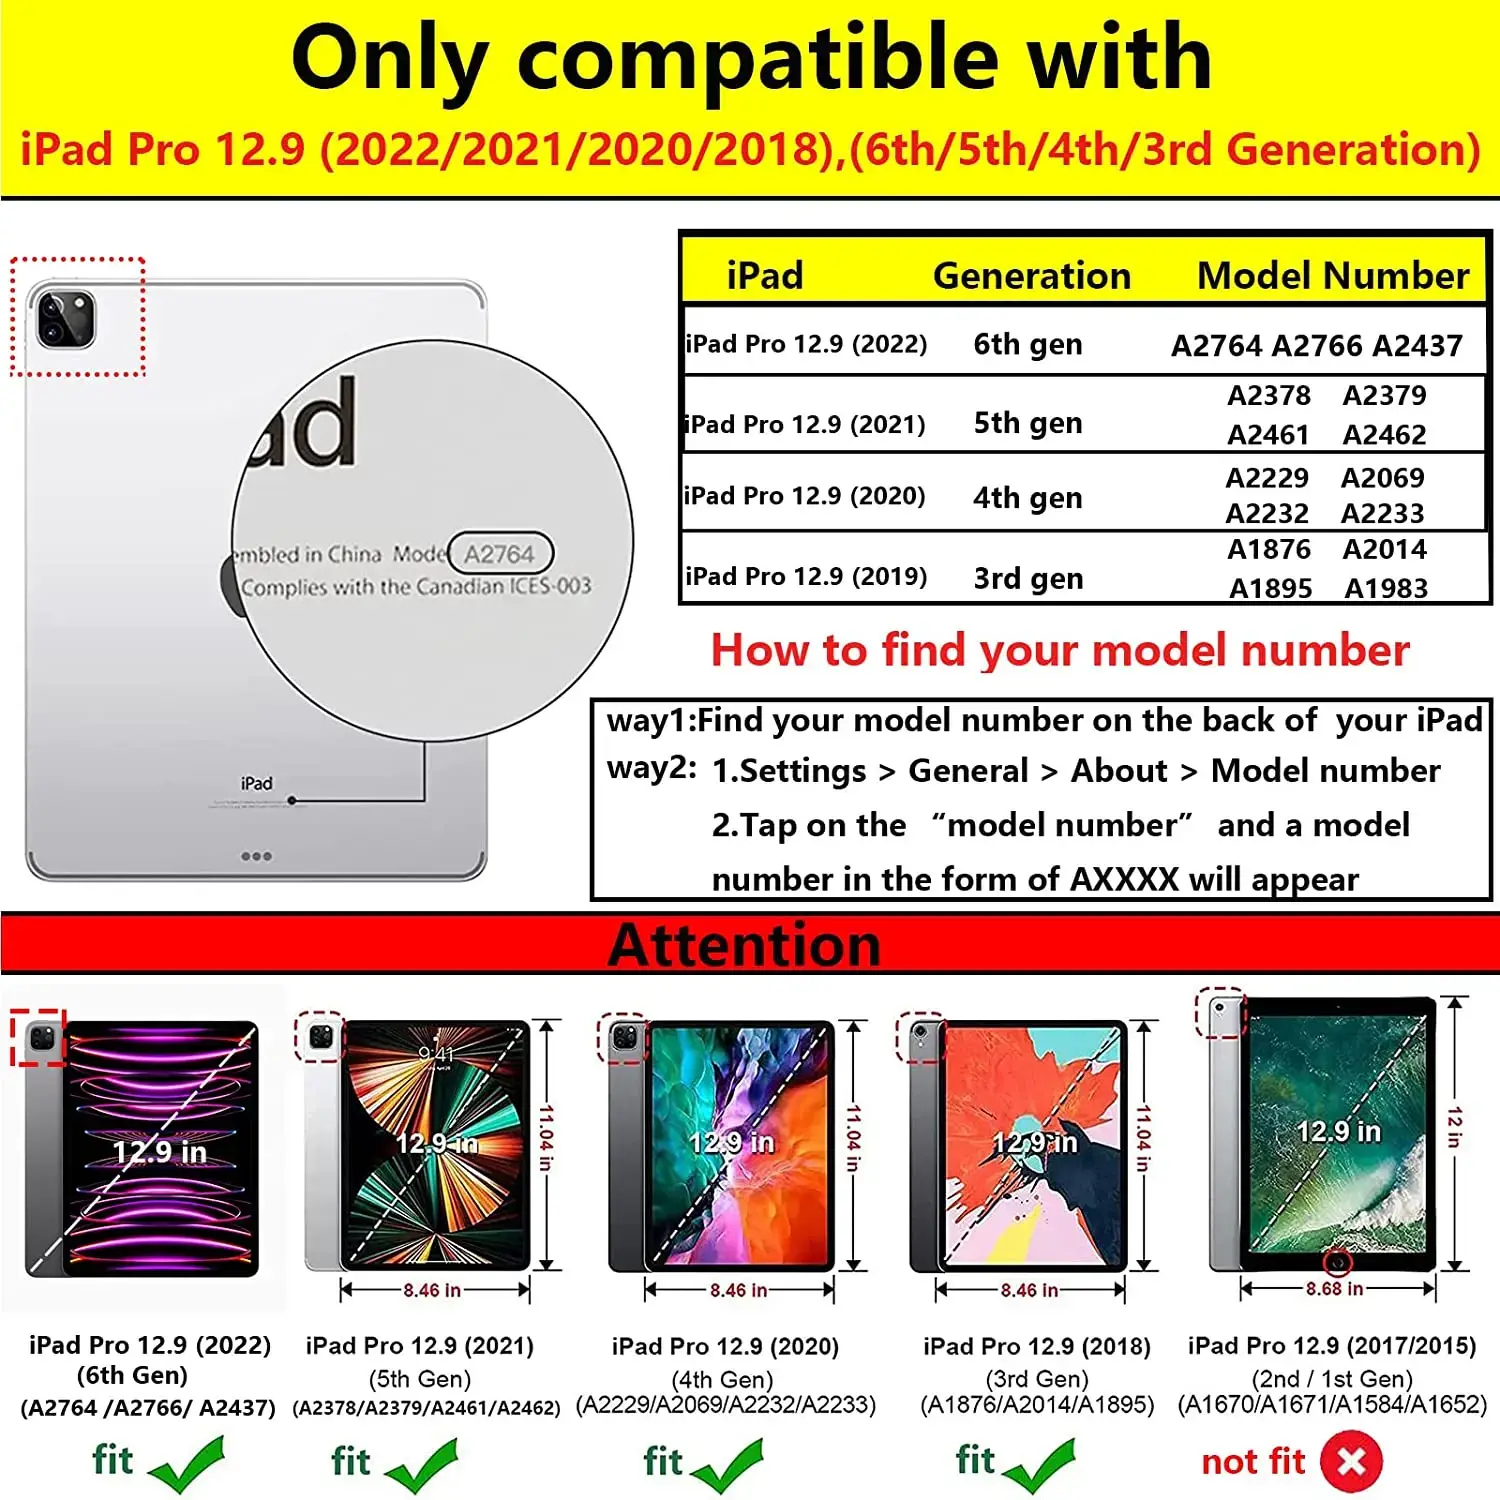 Only compatible with
iPad Pro 12.9 (2022/2021/2020/2018),(6th/5th/4th/3rd Generation)
iPad Generation Model Number
iPad Pro 12.9 (2022) 6th gen A2764 A2766 A2437
iPad Pro 12.9 (2021) 5th gen A2378 A2379
A2461 A2462
iPad Pro 12.9 (2020) 4th gen A2229 A2069
A2232 A2233
iPad Pro 12.9 (2019) 3rd gen A1876 A2014
A1895 A1983
ad
embled in China Mode A2764
Complies with the Canadian ICES-003
iPad
How to find your model number
way1:Find your model number on the back of your iPad
way2: 1.Settings > General > About > Model number
2.Tap on the “model number” and a model
number in the form of AXXXX will appear
Attention
12.9 in
9:41
12.9 in
11.04 in
8.46 in
12.9 in
11.04 in
8.46 in
12.9 in
11.04 in
8.46 in
12.9 in
12 in
8.68 in
iPad Pro 12.9 (2022)
(6th Gen)
(A2764 /A2766/ A2437)
fit
iPad Pro 12.9 (2021)
(5th Gen)
(A2378/A2379/A2461/A2462)
fit
iPad Pro 12.9 (2020)
(4th Gen)
(A2229/A2069/A2232/A2233)
fit
iPad Pro 12.9 (2018)
(3rd Gen)
(A1876/A2014/A1895)
fit
iPad Pro 12.9 (2017/2015)
(2nd / 1st Gen)
(A1670/A1671/A1584/A1652)
not fit